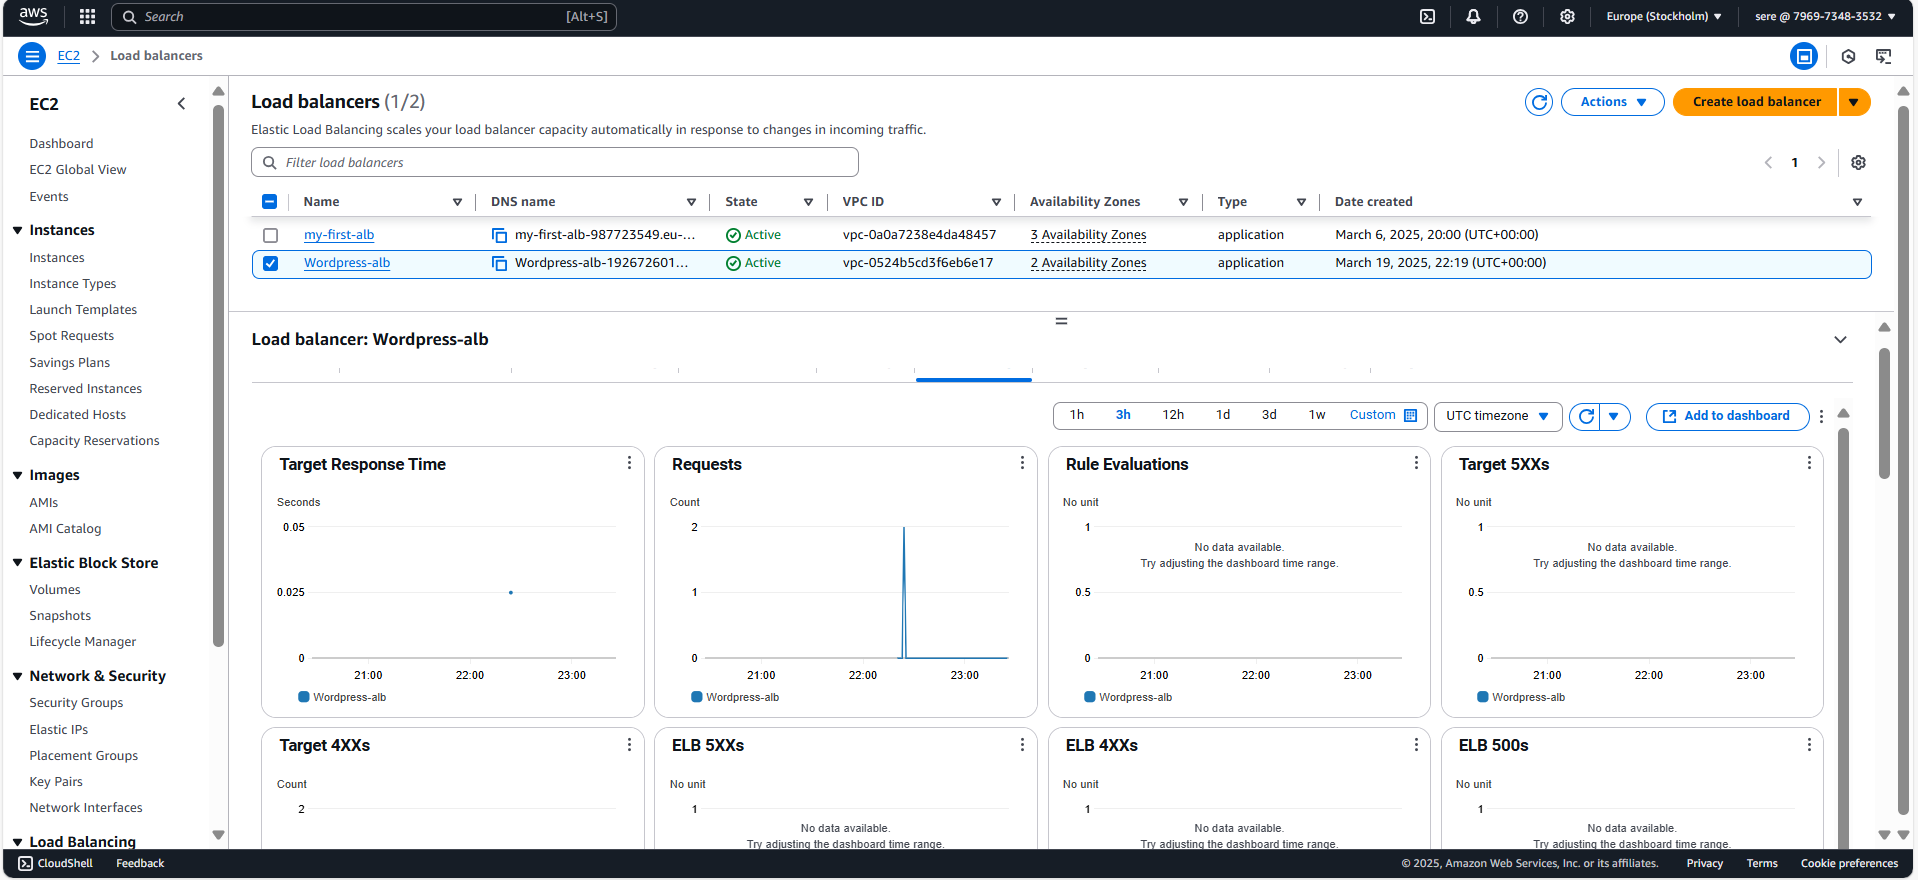 aws Search [Alt+S] Europe (Stockholm) sere @ 7969-7348-3532
EC2 Load balancers
EC2
Dashboard
EC2 Global View
Events
Instances
Instances
Instance Types
Launch Templates
Spot Requests
Savings Plans
Reserved Instances
Dedicated Hosts
Capacity Reservations
Images
AMIs
AMI Catalog
Elastic Block Store
Volumes
Snapshots
Lifecycle Manager
Network & Security
Security Groups
Elastic IPs
Placement Groups
Key Pairs
Network Interfaces
Load Balancing
Load balancers (1/2)
Actions Create load balancer
Elastic Load Balancing scales your load balancer capacity automatically in response to changes in incoming traffic.
Filter load balancers
1
Name DNS name State VPC ID Availability Zones Type Date created
my-first-alb my-first-alb-987723549.eu-... Active vpc-0a0a7238e4da48457 3 Availability Zones application March 6, 2025, 20:00 (UTC+00:00)
Wordpress-alb Wordpress-alb-192672601... Active vpc-0524b5cd3f6eb6e17 2 Availability Zones application March 19, 2025, 22:19 (UTC+00:00)
Load balancer: Wordpress-alb
1h 3h 12h 1d 3d 1w Custom UTC timezone Add to dashboard
Target Response Time
Seconds
0.05
0.025
0
21:00 22:00 23:00
Wordpress-alb
Requests
Count
2
1
0
21:00 22:00 23:00
Wordpress-alb
Rule Evaluations
No unit
1
No data available.
Try adjusting the dashboard time range.
0.5
0
21:00 22:00 23:00
Wordpress-alb
Target 5XXs
No unit
1
No data available.
Try adjusting the dashboard time range.
0.5
0
21:00 22:00 23:00
Wordpress-alb
Target 4XXs
Count
2
ELB 5XXs
No unit
1
No data available.
Try adjusting the dashboard time range.
ELB 4XXs
No unit
1
No data available.
Try adjusting the dashboard time range.
ELB 500s
No unit
1
No data available.
Try adjusting the dashboard time range.
CloudShell Feedback © 2025, Amazon Web Services, Inc. or its affiliates. Privacy Terms Cookie preferences